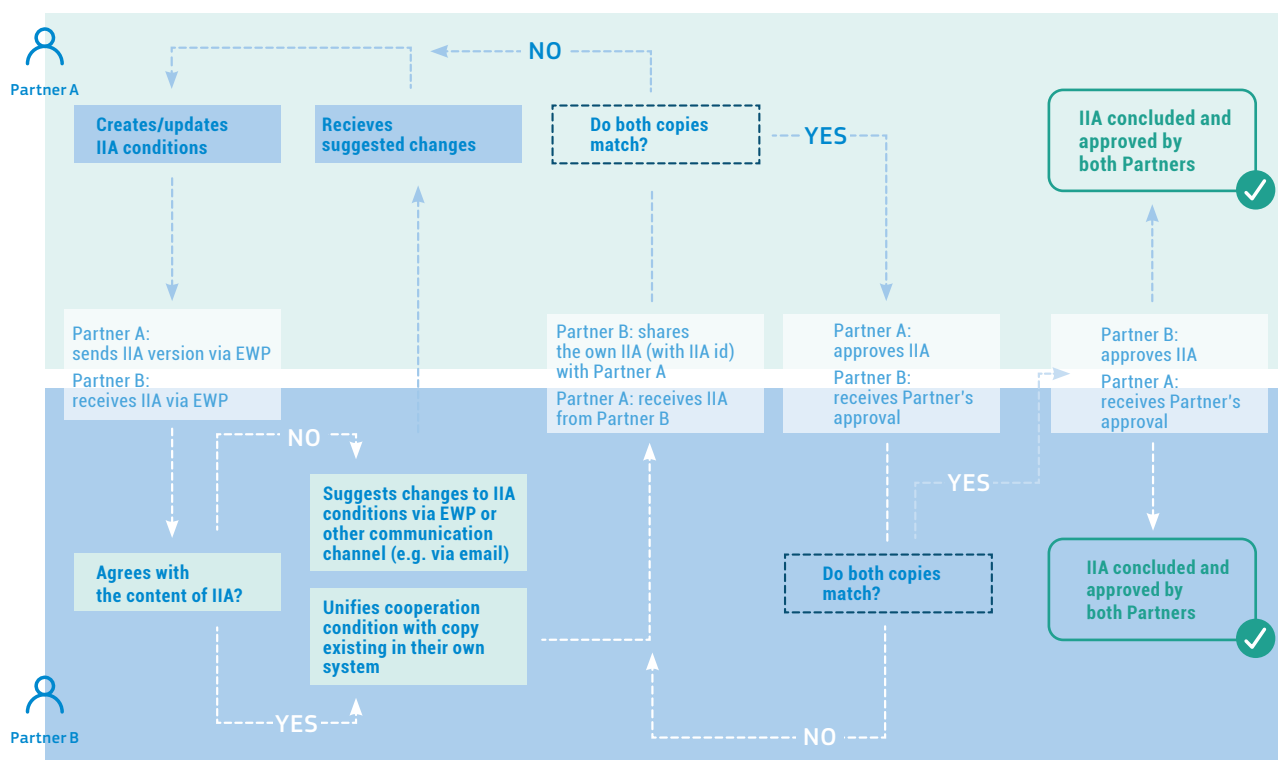 NO
Partner A
Creates/updates
IIA conditions
Recieves
suggested changes
Do both copies
match?
YES
IIA concluded and
approved by
both Partners
Partner A:
sends IIA version via EWP
Partner B:
receives IIA via EWP
Partner B: shares
the own IIA (with IIA id)
with Partner A
Partner A: receives IIA
from Partner B
Partner A:
approves IIA
Partner B:
receives Partner's
approval
Partner B:
approves IIA
Partner A:
receives Partner's
approval
NO
Suggests changes to IIA
conditions via EWP or
other communication
channel (e.g. via email)
YES
Agrees with
the content of IIA?
Unifies cooperation
condition with copy
existing in their own
system
Do both copies
match?
IIA concluded and
approved by
both Partners
YES
NO
Partner B